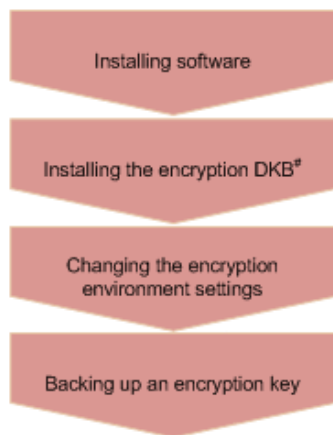 Installing software
Installing the encryption DKB#
Changing the encryption
environment settings
Backing up an encryption key